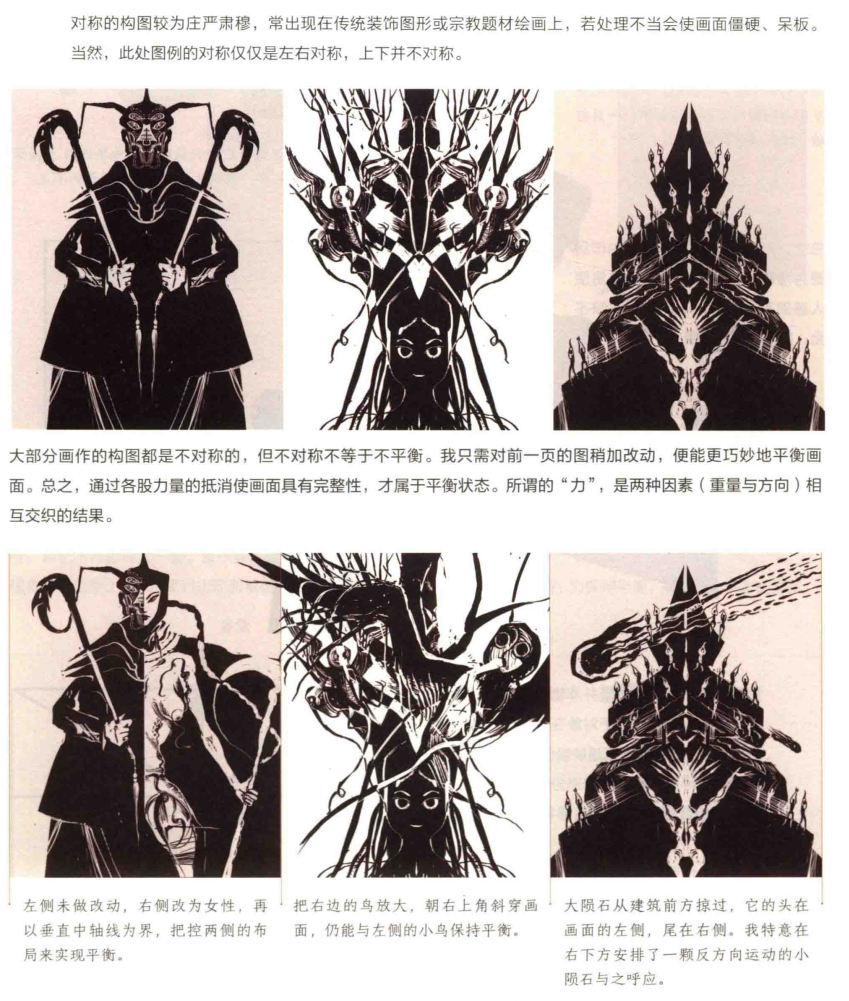 对称的构图较为庄严肃穆，常出现在传统装饰图形或宗教题材绘画上，若处理不当会使画面僵硬、呆板。
当然，此处图例的对称仅仅是左右对称，上下并不对称。
大部分画作的构图都是不对称的，但不对称不等于不平衡。我只需对前一页的图稍加改动，便能更巧妙地平衡画
面。总之，通过各股力量的抵消使画面具有完整性，才属于平衡状态。所谓的“力”，是两种因素（重量与方向）相
互交织的结果。
左侧未做改动，右侧改为女性，再
以垂直中轴线为界，把控两侧的布
局来实现平衡。
把右边的鸟放大，朝右上角斜穿画
面，仍能与左侧的小鸟保持平衡。
大陨石从建筑前方掠过，它的头在
画面的左侧，尾在右侧。我特意在
右下方安排了一颗反方向运动的小
陨石与之呼应。